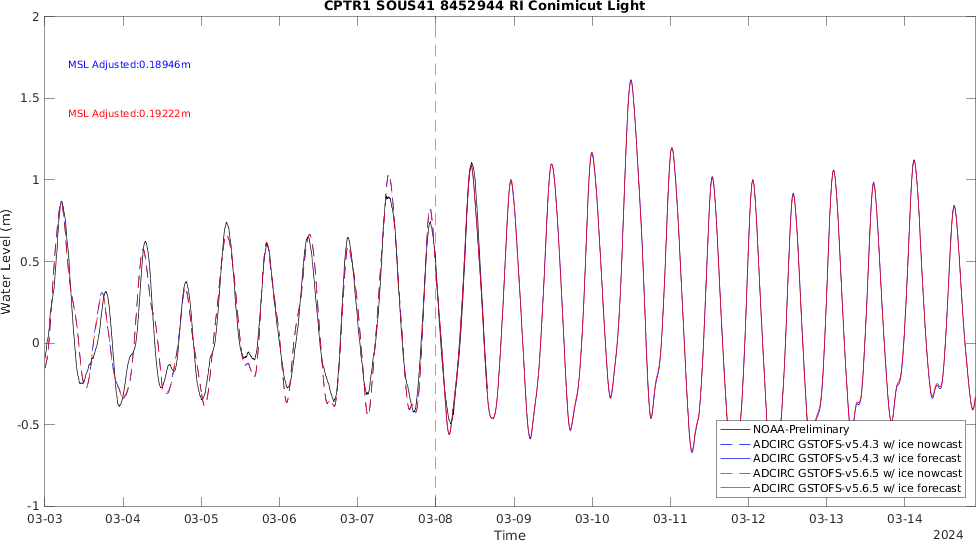 CPTR1 SOUS41 8452944 RI Conimicut Light
MSL Adjusted:0.18946m
MSL Adjusted:0.19222m
Water Level (m)
2
1.5
1
0.5
0
-0.5
-1
NOAA-Preliminary
ADCIRC GSTOFS-v5.4.3 w/ ice nowcast
ADCIRC GSTOFS-v5.4.3 w/ ice forecast
ADCIRC GSTOFS-v5.6.5 w/ ice nowcast
ADCIRC GSTOFS-v5.6.5 w/ ice forecast
03-03 03-04 03-05 03-06 03-07 03-08 03-09 03-10 03-11 03-12 03-13 03-14
Time
2024